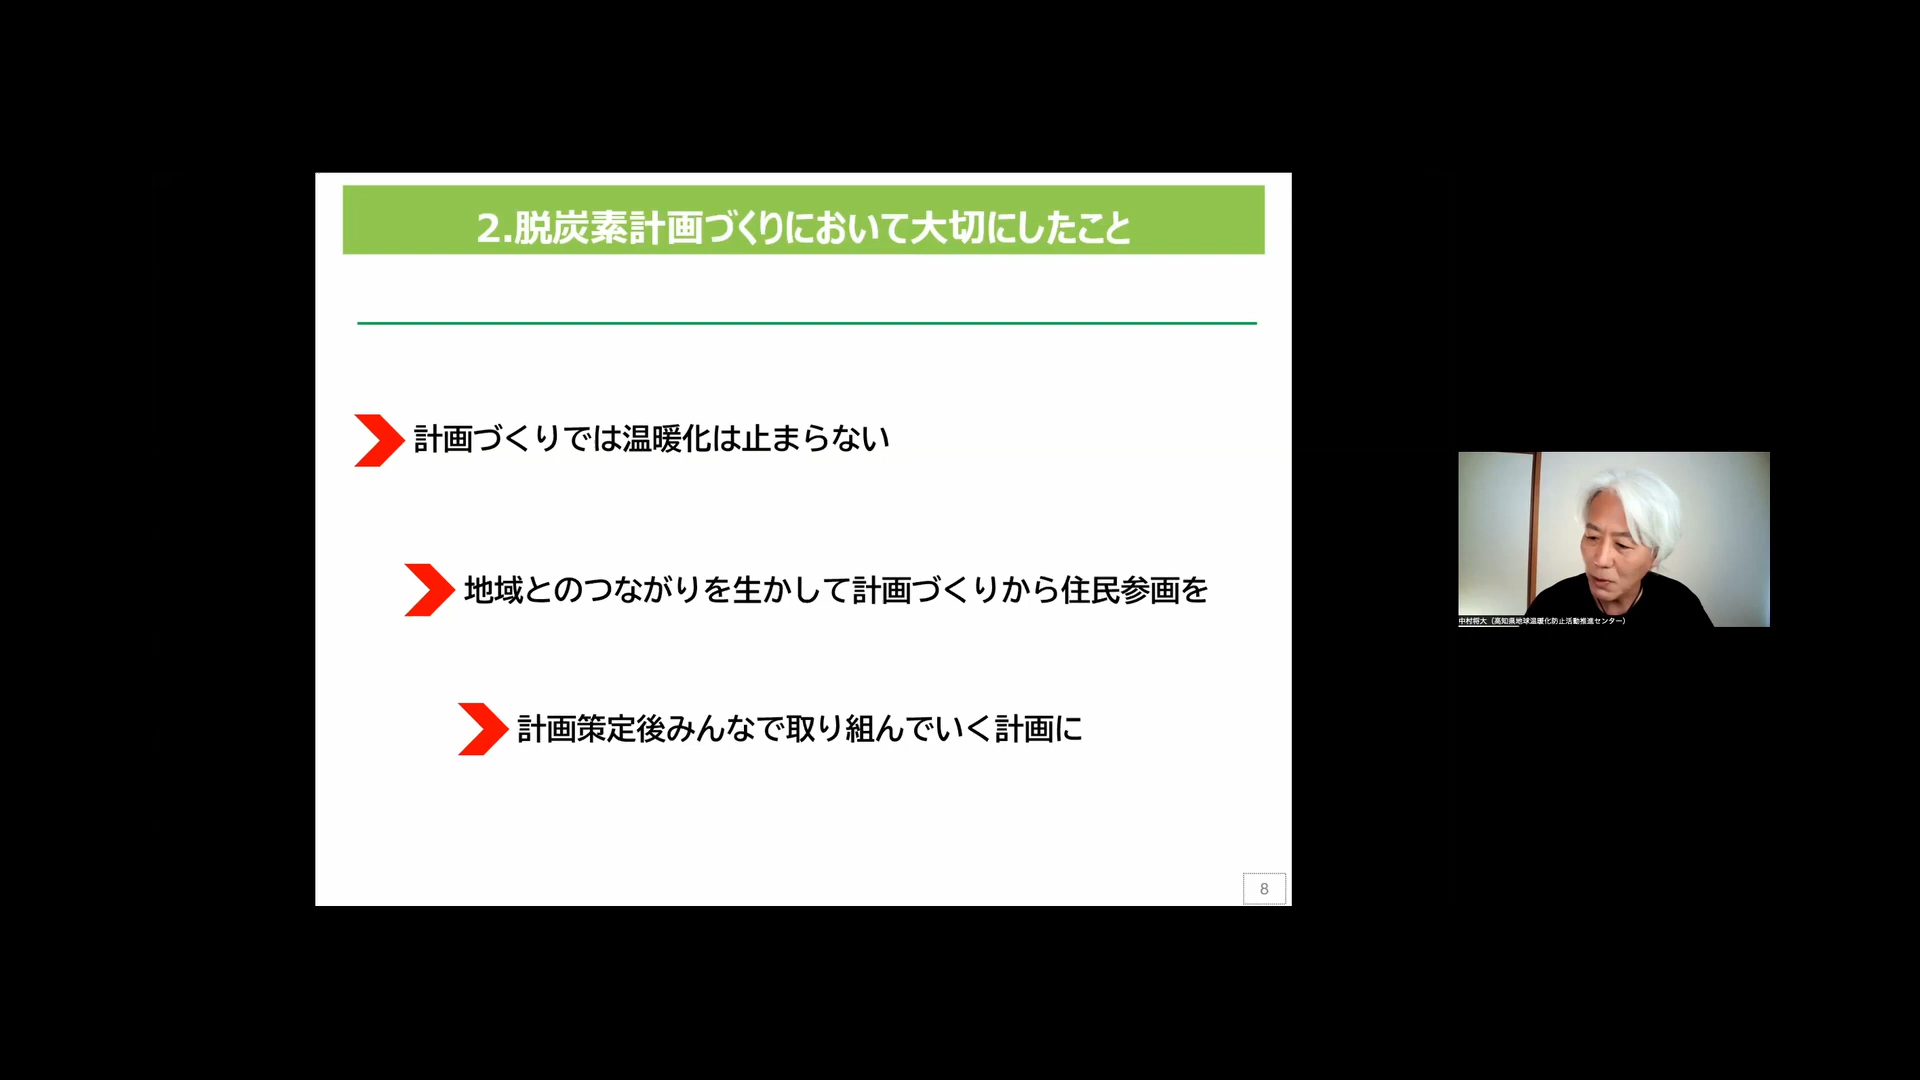 2.脱炭素計画づくりにおいて大切にしたこと
計画づくりでは温暖化は止まらない
地域とのつながりを生かして計画づくりから住民参画を
計画策定後みんなで取り組んでいく計画に
8
中村将大（高知県地球温暖化防止活動推進センター）